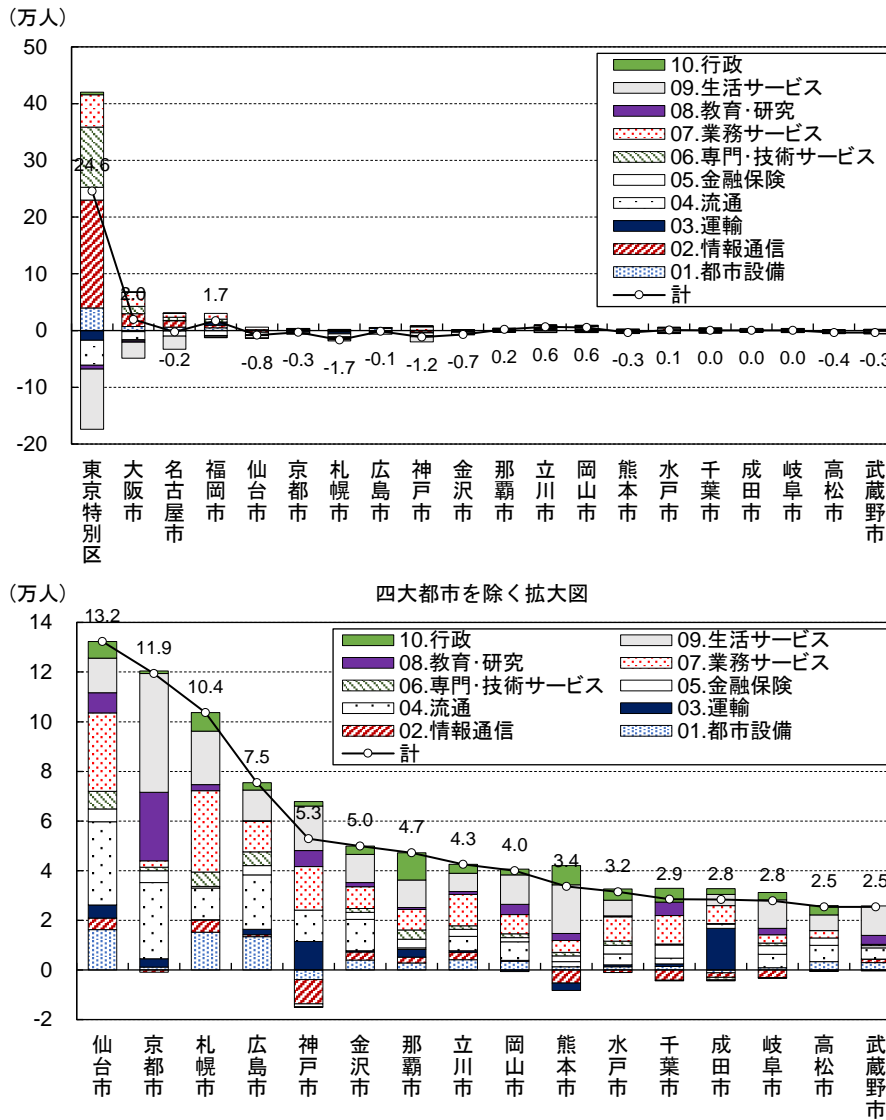 （万人）
50
40
30
20
10
0
-10
-20
10.行政
09.生活サービス
08.教育・研究
07.業務サービス
06.専門・技術サービス
05.金融保険
04.流通
03.運輸
02.情報通信
01.都市設備
計
24.6
2.0
-0.2
1.7
-0.8
-0.3
-1.7
-0.1
-1.2
-0.7
0.2
0.6
0.6
-0.3
0.1
0.0
0.0
0.0
-0.4
-0.3
東京特別区
大阪市
名古屋市
福岡市
仙台市
京都市
札幌市
広島市
神戸市
金沢市
那覇市
立川市
岡山市
熊本市
水戸市
千葉市
成田市
岐阜市
高松市
武蔵野市
（万人）
四大都市を除く拡大図
14
12
10
8
6
4
2
0
-2
10.行政
09.生活サービス
08.教育・研究
07.業務サービス
06.専門・技術サービス
05.金融保険
04.流通
03.運輸
02.情報通信
01.都市設備
計
13.2
11.9
10.4
7.5
5.3
5.0
4.7
4.3
4.0
3.4
3.2
2.9
2.8
2.8
2.5
2.5
仙台市
京都市
札幌市
広島市
神戸市
金沢市
那覇市
立川市
岡山市
熊本市
水戸市
千葉市
成田市
岐阜市
高松市
武蔵野市